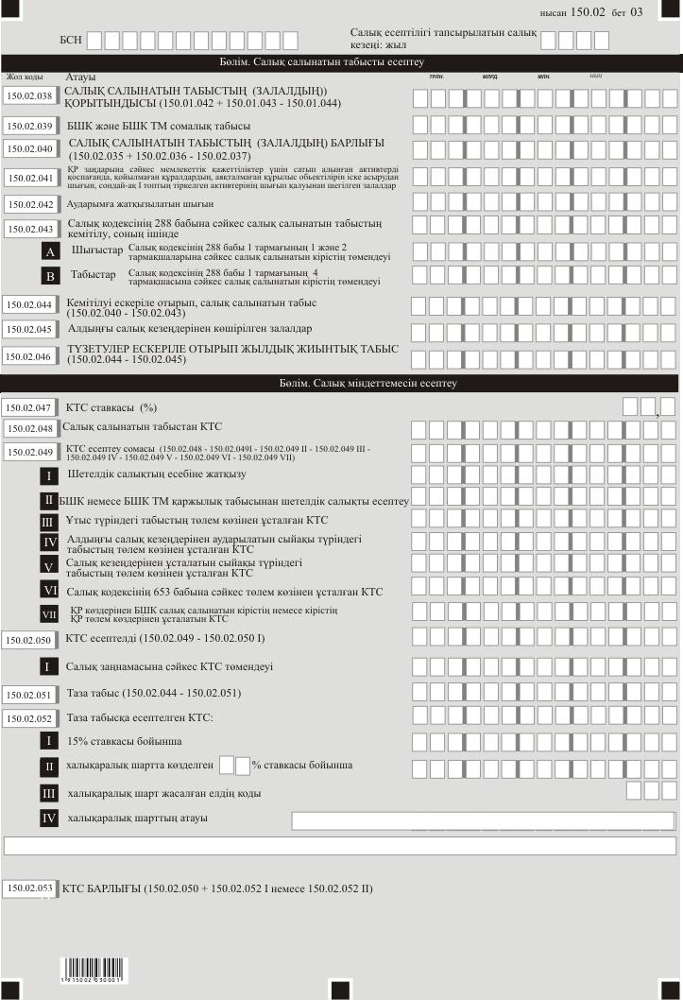 нысан 150.02 бет 03
БСН
Салық есептілігі тапсырылатын салық
кезеңі: жыл
Бөлім. Салық салынатын табысты есептеу
Жол коды Атауы ТРЛН. МЛРД. МЛН. МЫҢ
150.02.038 САЛЫҚ САЛЫНАТЫН ТАБЫСТЫҢ (ЗАЛАЛДЫҢ))
ҚОРЫТЫНДЫСЫ (150.01.042 + 150.01.043 - 150.01.044)
150.02.039 БШК және БШК ТМ сомалық табысы
150.02.040 САЛЫҚ САЛЫНАТЫН ТАБЫСТЫҢ (ЗАЛАЛДЫҢ) БАРЛЫҒЫ
(150.02.035 + 150.02.036 - 150.02.037)
150.02.041 ҚР заңдарына сәйкес мемлекеттік қажеттіліктер үшін сатып алынған активтерді
қоспағанда, қойылмаған құралдардың, аяқталмаған құрылыс обьектілірін іске асырудан
шығын, сондай-ақ I топтың тіркелген активтерінің шығып қалуынан шегілген залалдар
150.02.042 Аударымға жатқызылатын шығын
150.02.043 Салық кодексінің 288 бабына сәйкес салық салынатын табыстың
кемітілу, соның ішінде
A Шығыстар Салық кодексінің 288 бабы 1 тармағының 1 және 2
тармақшаларына сәйкес салық салынатын кірістің төмендеуі
B Табыстар Салық кодексінің 288 бабы 1 тармағының 4
тармақшасына сәйкес салық салынатын кірістің төмендеуі
150.02.044 Кемітілуі ескеріле отырып, салық салынатын табыс
(150.02.040 - 150.02.043)
150.02.045 Алдыңғы салық кезеңдерінен көшірілген залалдар
150.02.046 ТҮЗЕТУЛЕР ЕСКЕРІЛЕ ОТЫРЫП ЖЫЛДЫҚ ЖИЫНТЫҚ ТАБЫС
(150.02.044 - 150.02.045)
Бөлім. Салық міндеттемесін есептеу
150.02.047 КТС ставкасы (%) ,
150.02.048 Салық салынатын табыстан КТС
150.02.049 КТС есептеу сомасы (150.02.048 - 150.02.049I - 150.02.049 II - 150.02.049 III -
150.02.049 IV - 150.02.049 V - 150.02.049 VI - 150.02.049 VII)
I Шетелдік салықтың есебіне жатқызу
II БШК немесе БШК ТМ қаржылық табысынан шетелдік салықты есептеу
III Ұтыс түріндегі табыстың төлем көзінен ұсталған КТС
IV Алдыңғы салық кезеңдерінен аударылатын сыйақы түріндегі
табыстың төлем көзінен ұсталған КТС
V Салық кезеңдерінен ұсталатын сыйақы түріндегі
табыстың төлем көзінен ұсталған КТС
VI Салық кодексінің 653 бабына сәйкес төлем көзінен ұсталған КТС
VII ҚР көздерінен БШК салық салынатын кірістің немесе кірістің
ҚР төлем көздерінен ұсталатын КТС
150.02.050 КТС есептелді (150.02.049 - 150.02.050 I)
I Салық заңнамасына сәйкес КТС төмендеуі
150.02.051 Таза табыс (150.02.044 - 150.02.051)
150.02.052 Таза табысқа есептелген КТС:
I 15% ставкасы бойынша
II халықаралық шартта көзделген % ставкасы бойынша
III халықаралық шарт жасалған елдің коды
IV халықаралық шарттың атауы
150.02.053 КТС БАРЛЫҒЫ (150.02.050 + 150.02.052 I немесе 150.02.052 II)
1915002030001